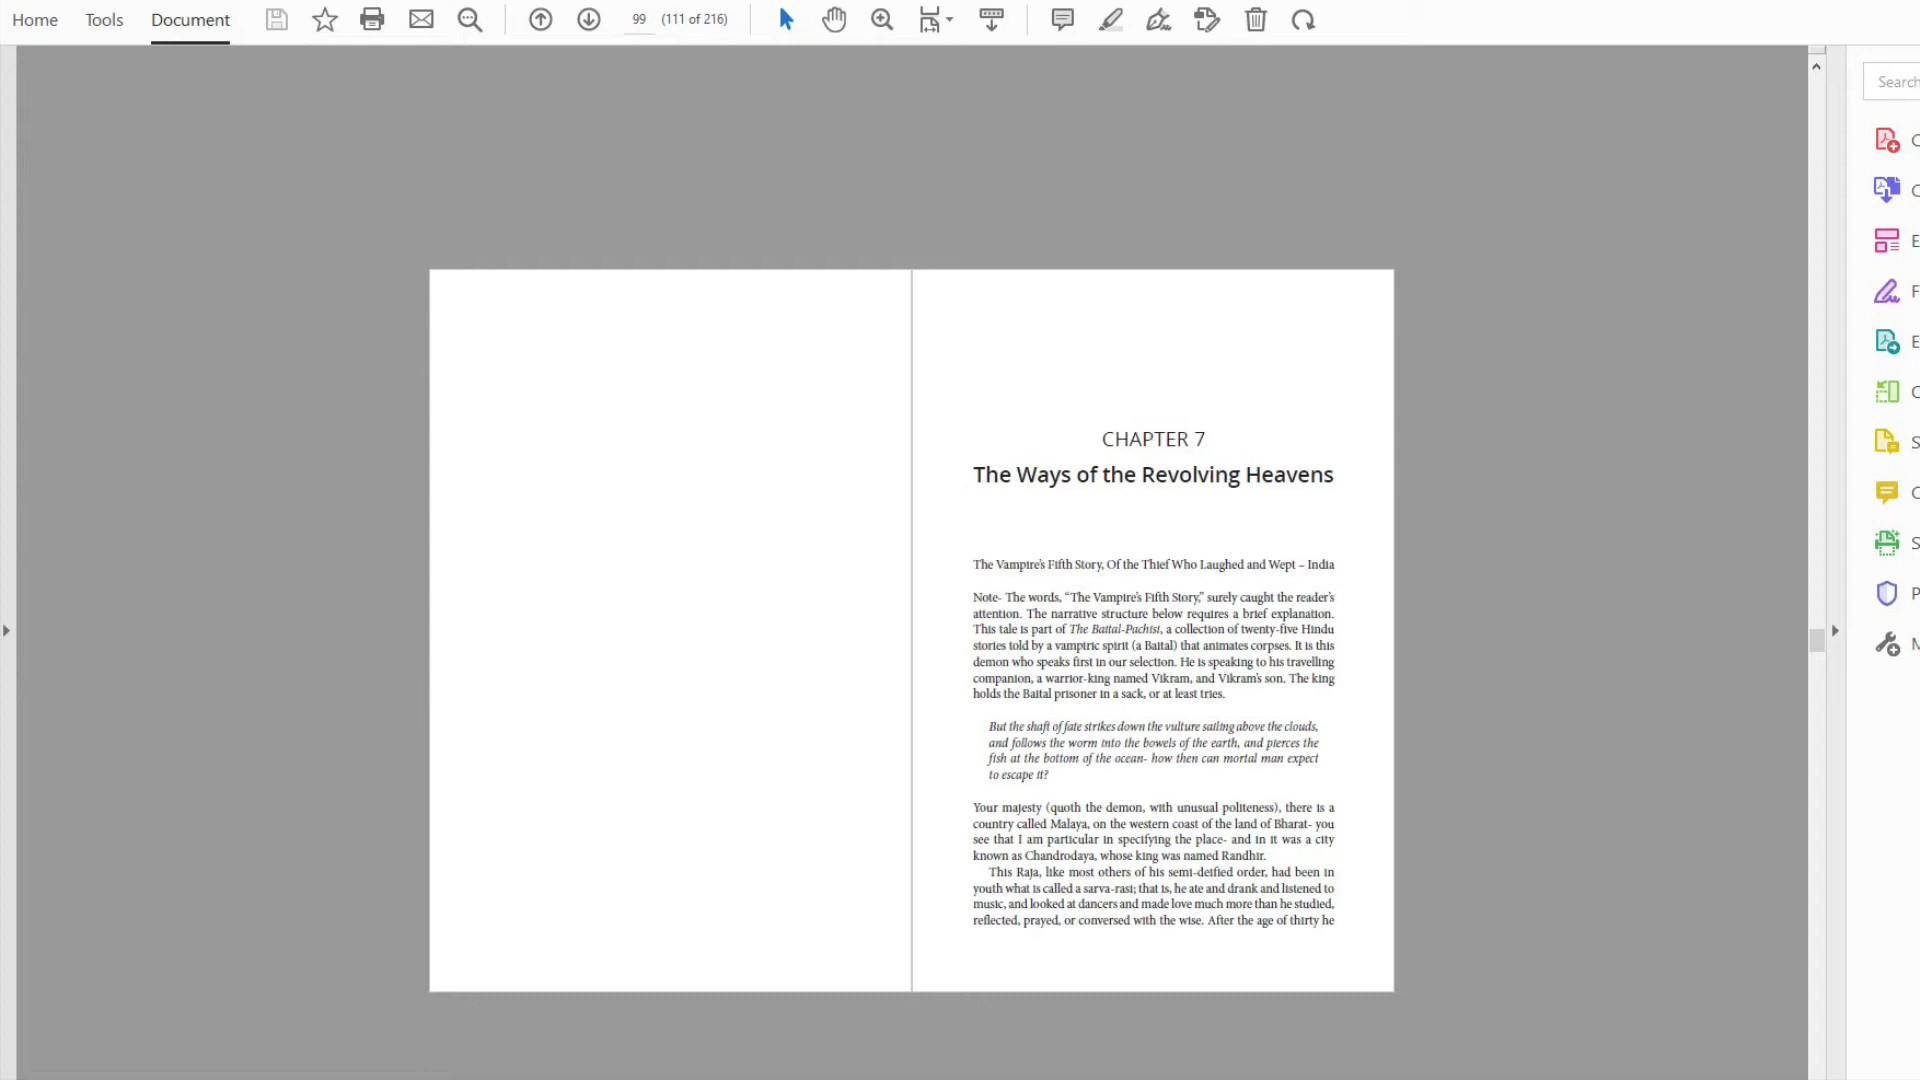 Home Tools Document 99 (111 of 216)
Search
C
C
E
F
E
C
S
C
S
P
M
CHAPTER 7
The Ways of the Revolving Heavens
The Vampire's Fifth Story, Of the Thief Who Laughed and Wept – India
Note- The words, “The Vampire's Fifth Story,” surely caught the reader's
attention. The narrative structure below requires a brief explanation.
This tale is part of The Baital-Pachisi, a collection of twenty-five Hindu
stories told by a vampiric spirit (a Baital) that animates corpses. It is this
demon who speaks first in our selection. He is speaking to his travelling
companion, a warrior-king named Vikram, and Vikram's son. The king
holds the Baital prisoner in a sack, or at least tries.
But the shaft of fate strikes down the vulture sailing above the clouds,
and follows the worm into the bowels of the earth, and pierces the
fish at the bottom of the ocean- how then can mortal man expect
to escape it?
Your majesty (quoth the demon, with unusual politeness), there is a
country called Malaya, on the western coast of the land of Bharat- you
see that I am particular in specifying the place- and in it was a city
known as Chandrodaya, whose king was named Randhir.
This Raja, like most others of his semi-deified order, had been in
youth what is called a sarva-rasi; that is, he ate and drank and listened to
music, and looked at dancers and made love much more than he studied,
reflected, prayed, or conversed with the wise. After the age of thirty he